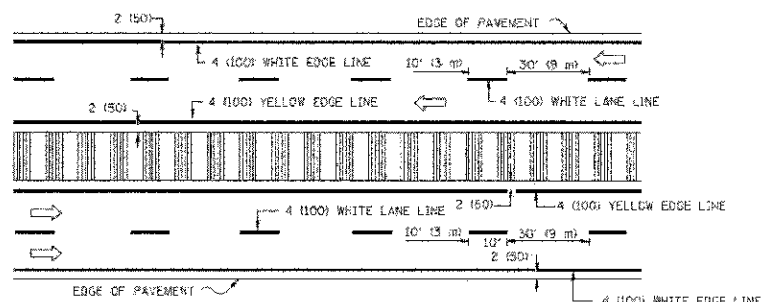 2 (50)
EDGE OF PAVEMENT
4 (100) WHITE EDGE LINE
10' (3 m)
30' (9 m)
2 (50)
4 (100) YELLOW EDGE LINE
4 (100) WHITE LANE LINE
4 (100) WHITE LANE LINE
2 (50)
4 (100) YELLOW EDGE LINE
10' (3 m)
10'
30' (9 m)
2 (50)
EDGE OF PAVEMENT
4 (100) WHITE EDGE LINE